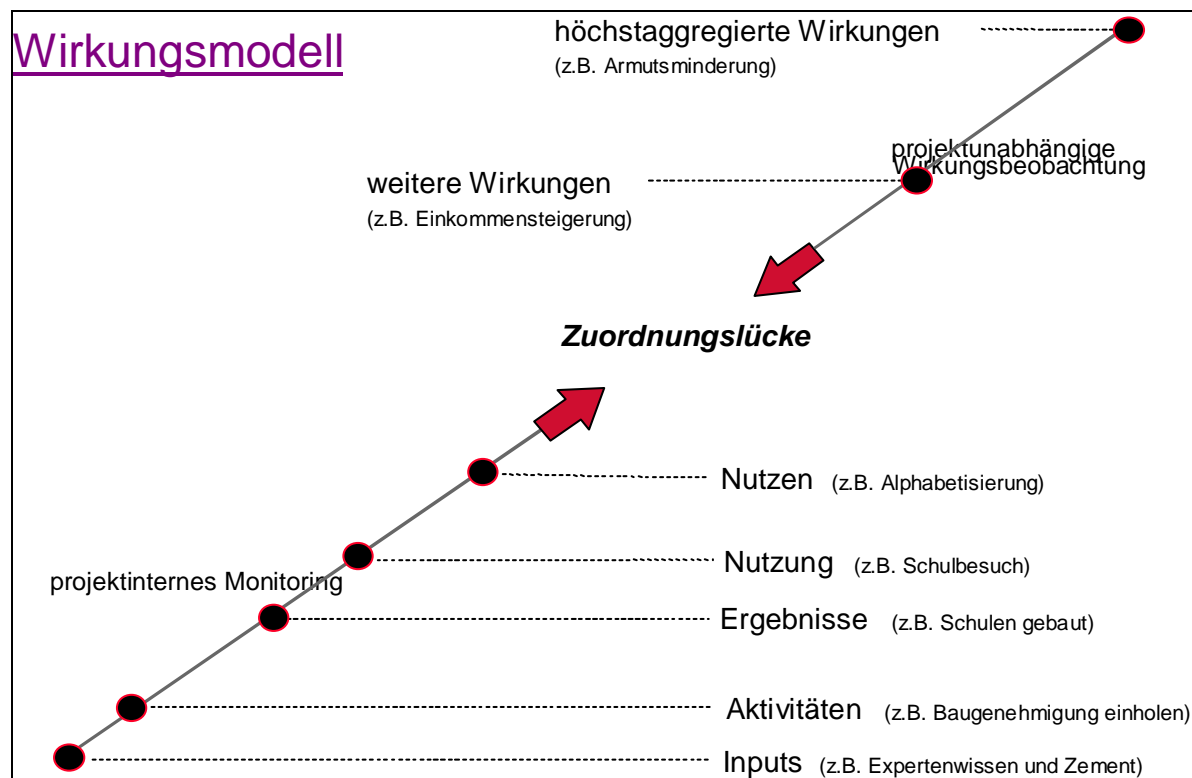 Wirkungsmodell
höchstaggregierte Wirkungen
(z.B. Armutsminderung)
projektunabhängige
Wirkungsbeobachtung
weitere Wirkungen
(z.B. Einkommensteigerung)
Zuordnungslücke
Nutzen (z.B. Alphabetisierung)
Nutzung (z.B. Schulbesuch)
projektinternes Monitoring
Ergebnisse (z.B. Schulen gebaut)
Aktivitäten (z.B. Baugenehmigung einholen)
Inputs (z.B. Expertenwissen und Zement)